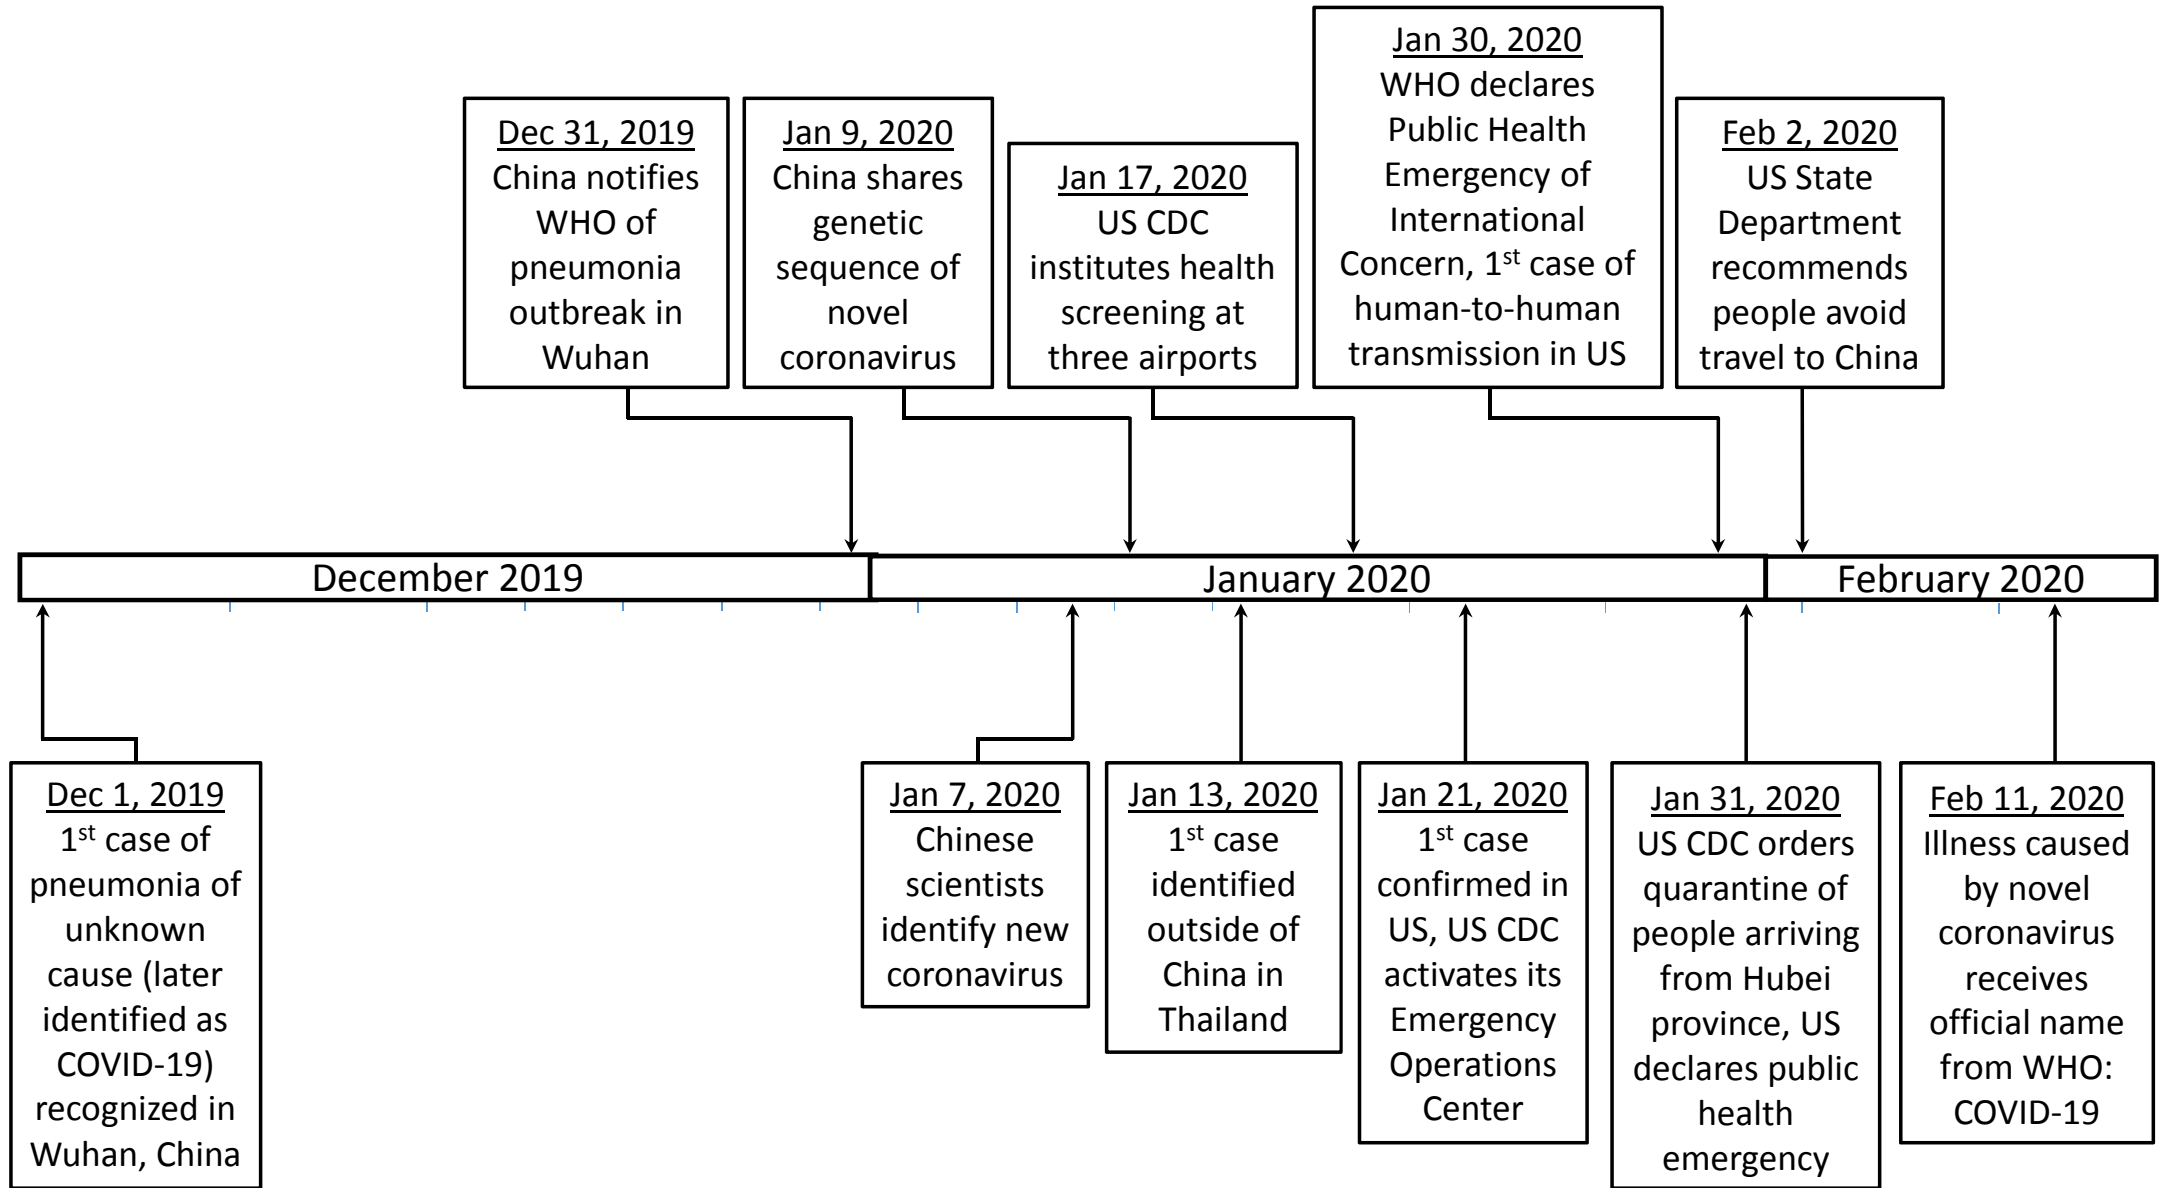 Dec 31, 2019
China notifies
WHO of
pneumonia
outbreak in
Wuhan
Jan 9, 2020
China shares
genetic
sequence of
novel
coronavirus
Jan 17, 2020
US CDC
institutes health
screening at
three airports
Jan 30, 2020
WHO declares
Public Health
Emergency of
International
Concern, 1st case of
human-to-human
transmission in US
Feb 2, 2020
US State
Department
recommends
people avoid
travel to China
December 2019
January 2020
February 2020
Dec 1, 2019
1st case of
pneumonia of
unknown
cause (later
identified as
COVID-19)
recognized in
Wuhan, China
Jan 7, 2020
Chinese
scientists
identify new
coronavirus
Jan 13, 2020
1st case
identified
outside of
China in
Thailand
Jan 21, 2020
1st case
confirmed in
US, US CDC
activates its
Emergency
Operations
Center
Jan 31, 2020
US CDC orders
quarantine of
people arriving
from Hubei
province, US
declares public
health
emergency
Feb 11, 2020
Illness caused
by novel
coronavirus
receives
official name
from WHO:
COVID-19